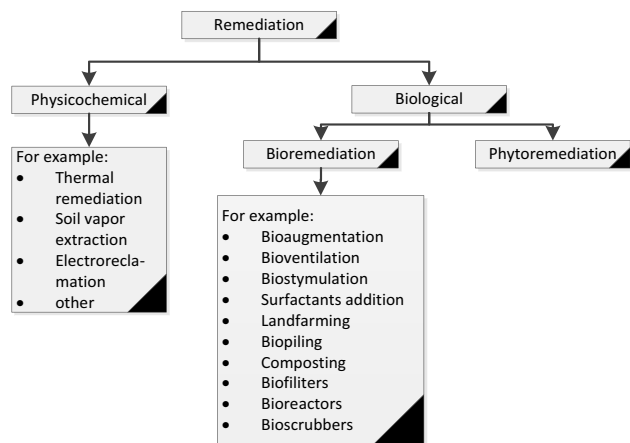 Remediation
Physicochemical
Biological
For example:
• Thermal
remediation
• Soil vapor
extraction
• Electrorecla-
mation
• other
Bioremediation
Phytoremediation
For example:
• Bioaugmentation
• Bioventilation
• Biostymulation
• Surfactants addition
• Landfarming
• Biopiling
• Composting
• Biofiliters
• Bioreactors
• Bioscrubbers